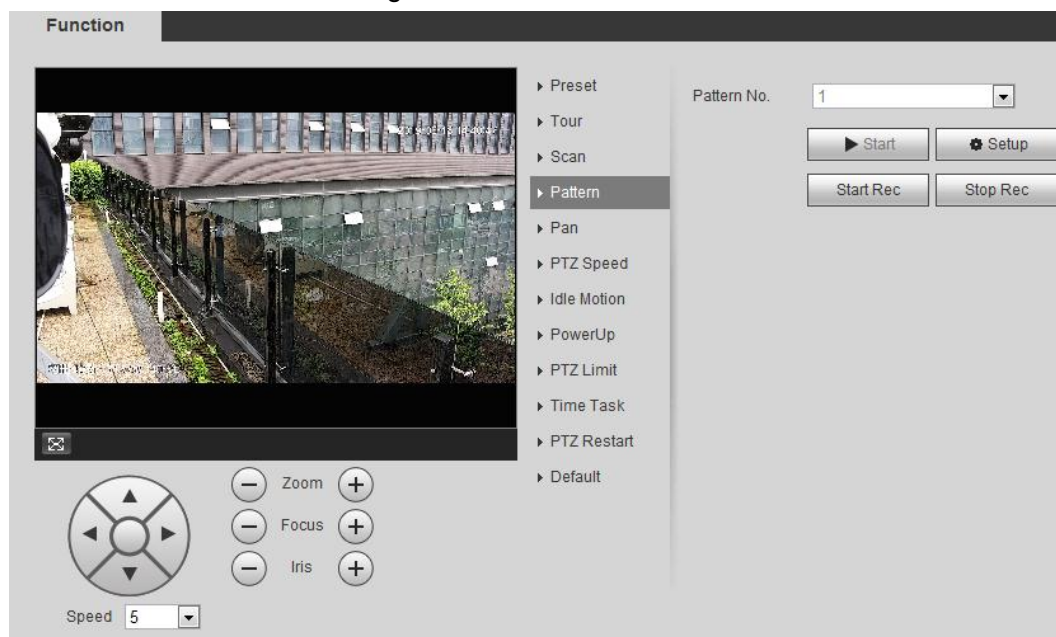 Function
Preset
Tour
Scan
Pattern
Pan
PTZ Speed
Idle Motion
PowerUp
PTZ Limit
Time Task
PTZ Restart
Default
Pattern No. 1
Start Setup
Start Rec Stop Rec
Zoom
Focus
Iris
Speed 5